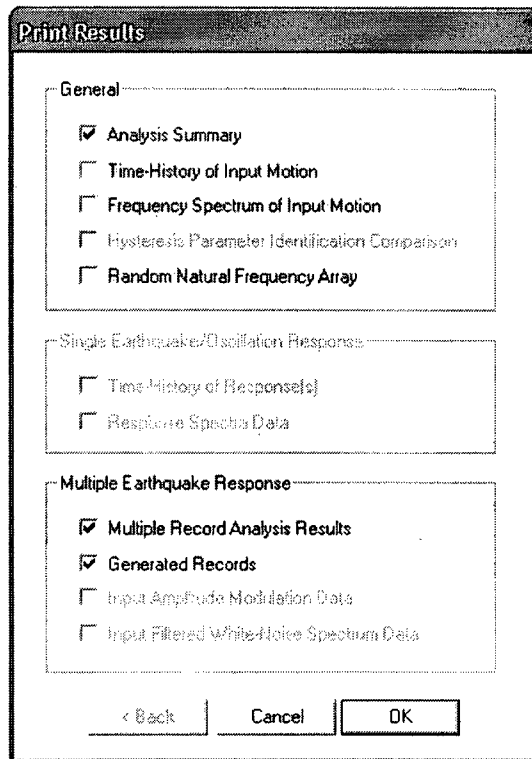 Print Results
General
Analysis Summary
Time-History of Input Motion
Frequency Spectrum of Input Motion
Hysteresis Parameter Identification Comparison
Random Natural Frequency Array
Single Earthquake/Oscillation Response
Time-History of Response(s)
Response Spectra Data
Multiple Earthquake Response
Multiple Record Analysis Results
Generated Records
Input Amplitude Modulation Data
Input Filtered White-Noise Spectrum Data
< Back Cancel OK